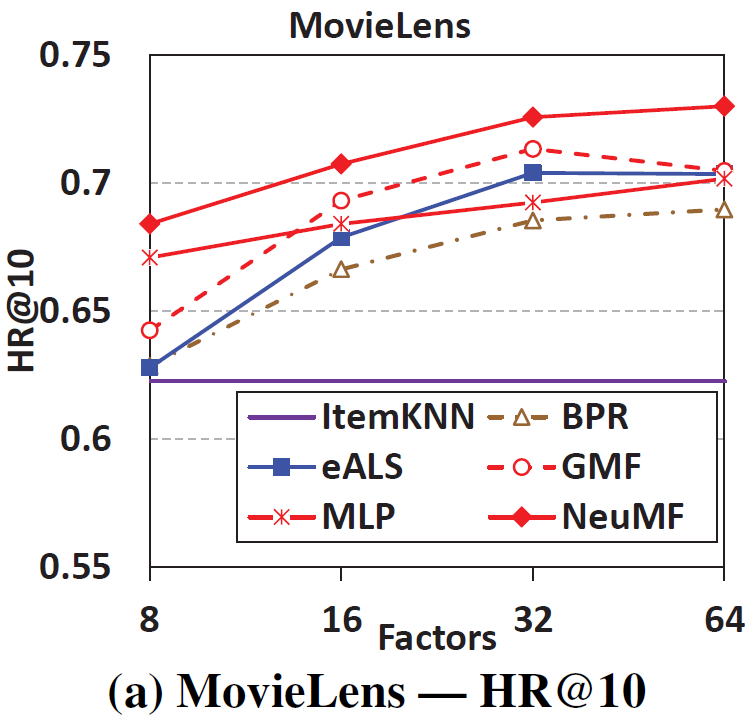 MovieLens
0.75
0.7
0.65
0.6
0.55
HR@10
ItemKNN BPR
eALS GMF
MLP NeuMF
8 16 32 64
Factors
(a) MovieLens — HR@10